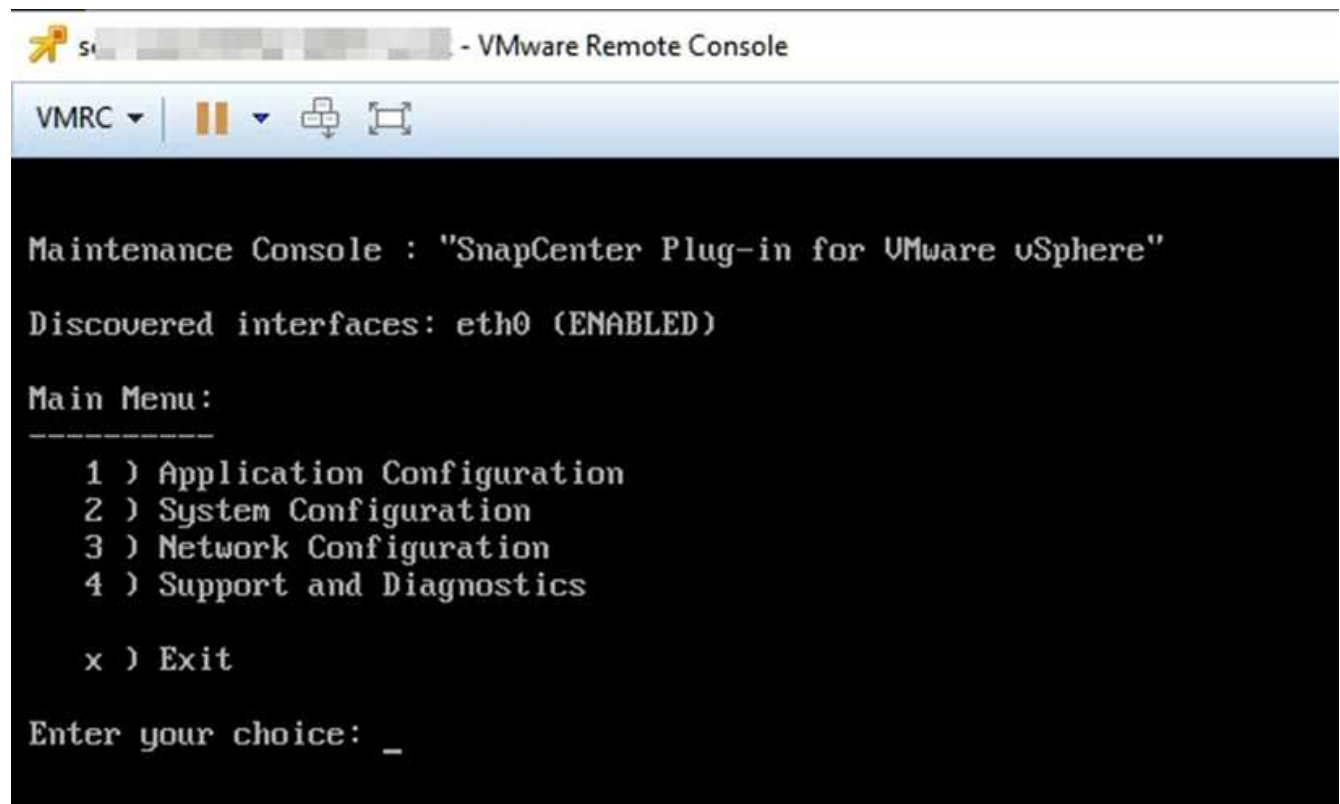 - VMware Remote Console
VMRC
Maintenance Console : "SnapCenter Plug-in for VMware vSphere"
Discovered interfaces: eth0 (ENABLED)
Main Menu:
----------
1 ) Application Configuration
2 ) System Configuration
3 ) Network Configuration
4 ) Support and Diagnostics
x ) Exit
Enter your choice: _